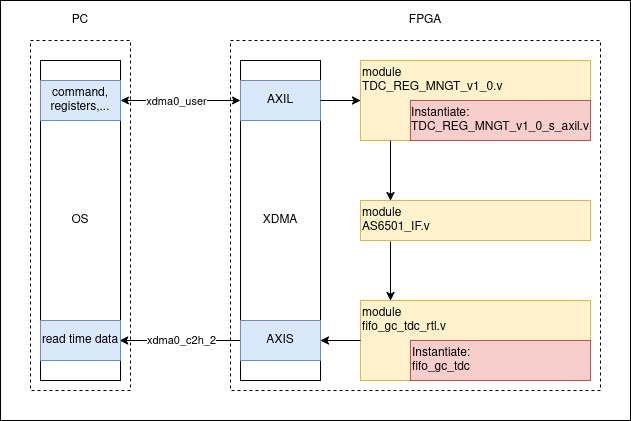 PC
FPGA
command,
registers,...
xdma0_user
AXIL
module
TDC_REG_MNGT_v1_0.v
Instantiate:
TDC_REG_MNGT_v1_0_s_axil.v
OS
XDMA
module
AS6501_IF.v
read time data
xdma0_c2h_2
AXIS
module
fifo_gc_tdc_rtl.v
Instantiate:
fifo_gc_tdc